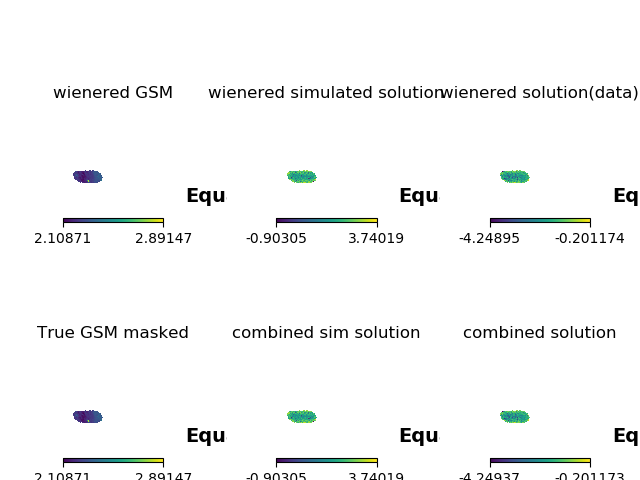 wienered GSM
wienered simulated solution
wienered solution(data)
Equ
Equ
Eq
2.10871 2.89147
-0.90305 3.74019
-4.24895 -0.201174
True GSM masked
combined sim solution
combined solution
Equ
Equ
Eq
2.10871 2.89147
-0.90305 3.74019
-4.24937 -0.201173